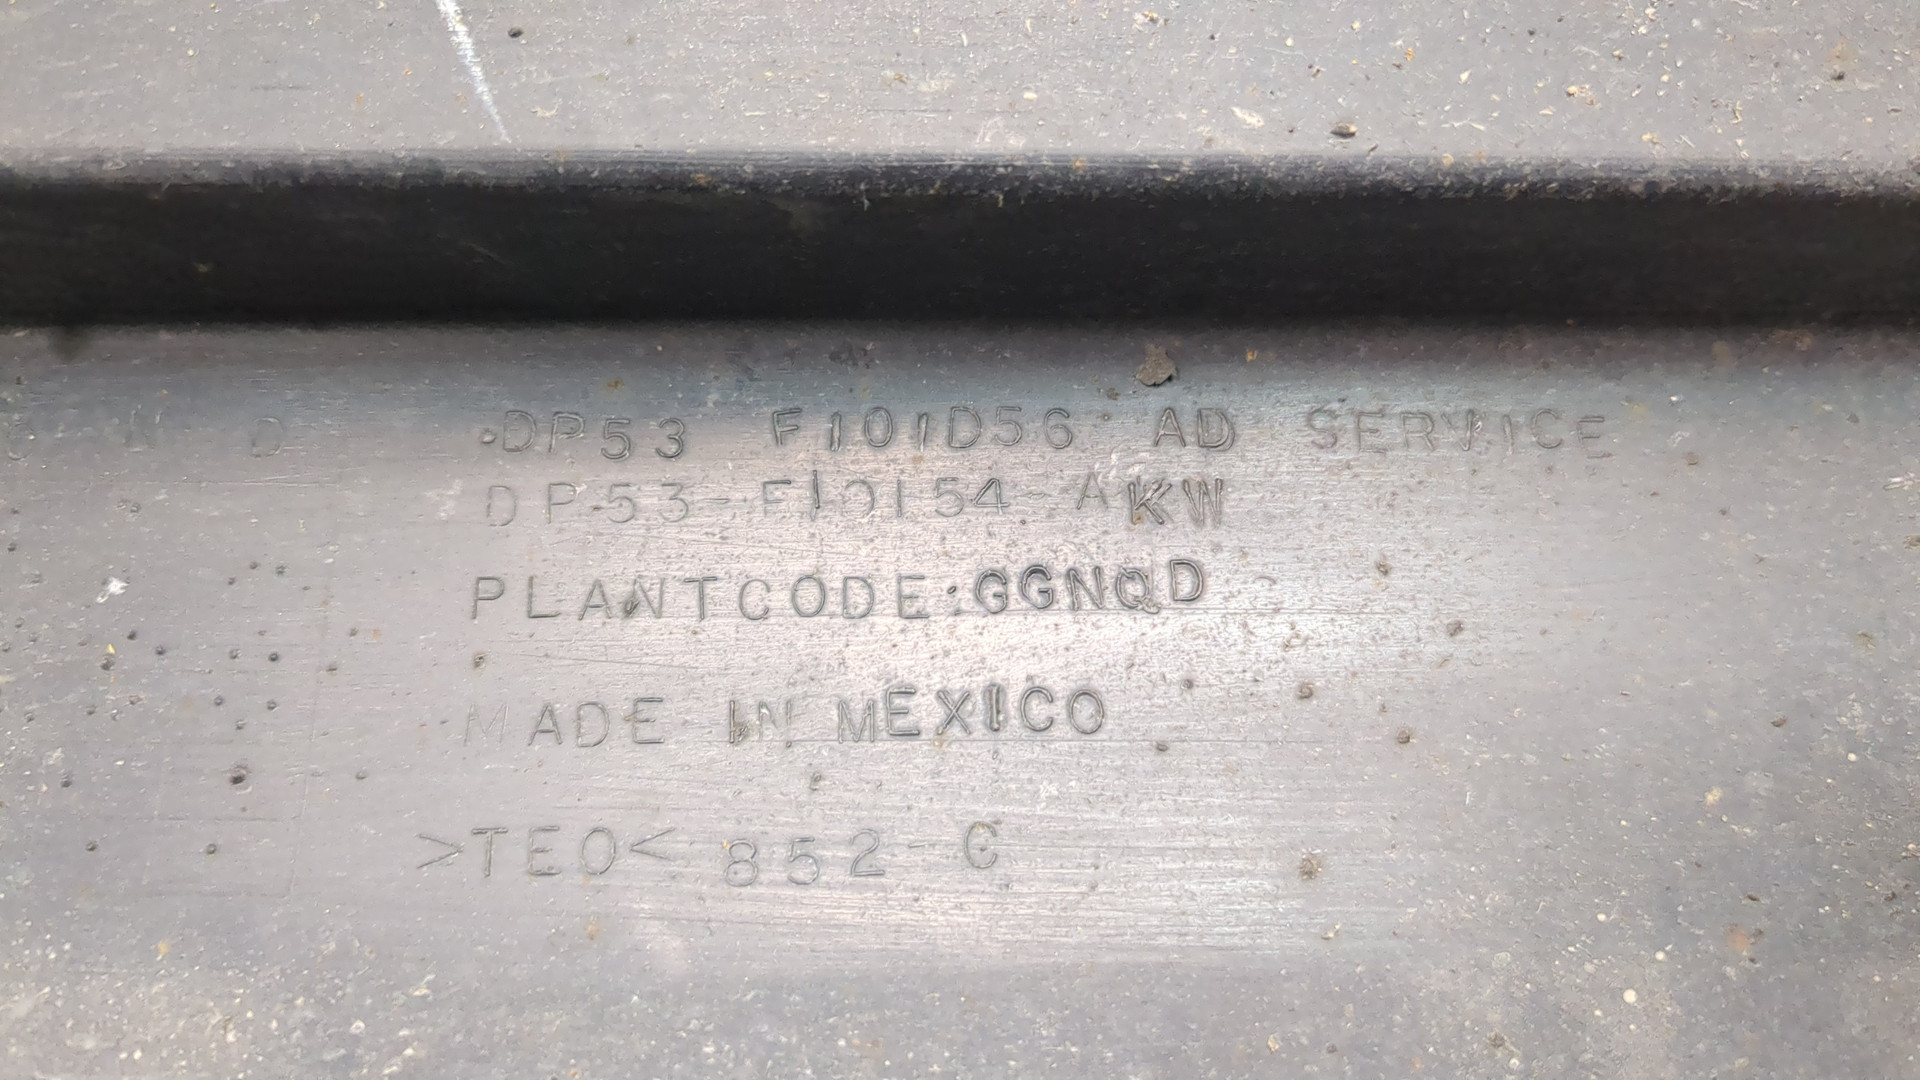 DP53 F101D56 AD SERVICE
DP53-F10154-AKW
PLANTCODE:GGNQD
MADE IN MEXICO
>TEO< 852 C